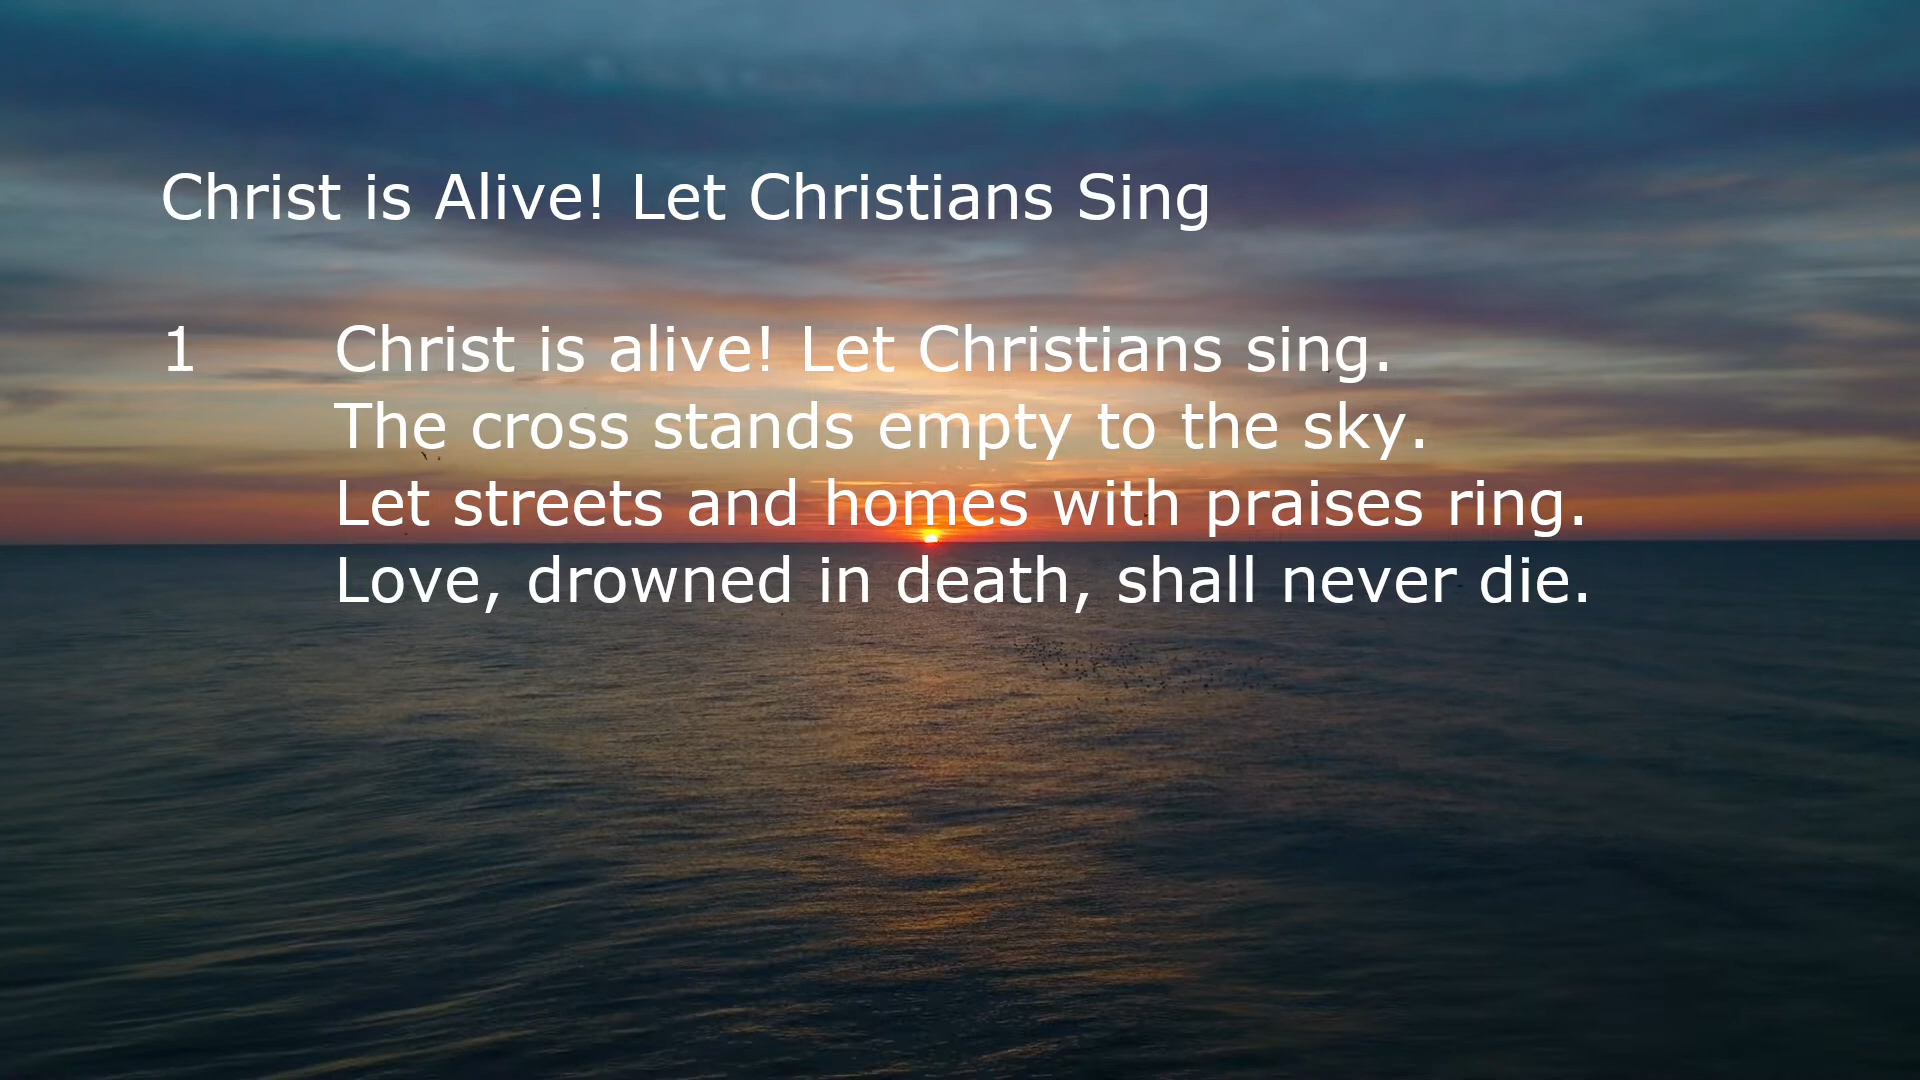 Christ is Alive! Let Christians Sing
1 Christ is alive! Let Christians sing.
The cross stands empty to the sky.
Let streets and homes with praises ring.
Love, drowned in death, shall never die.